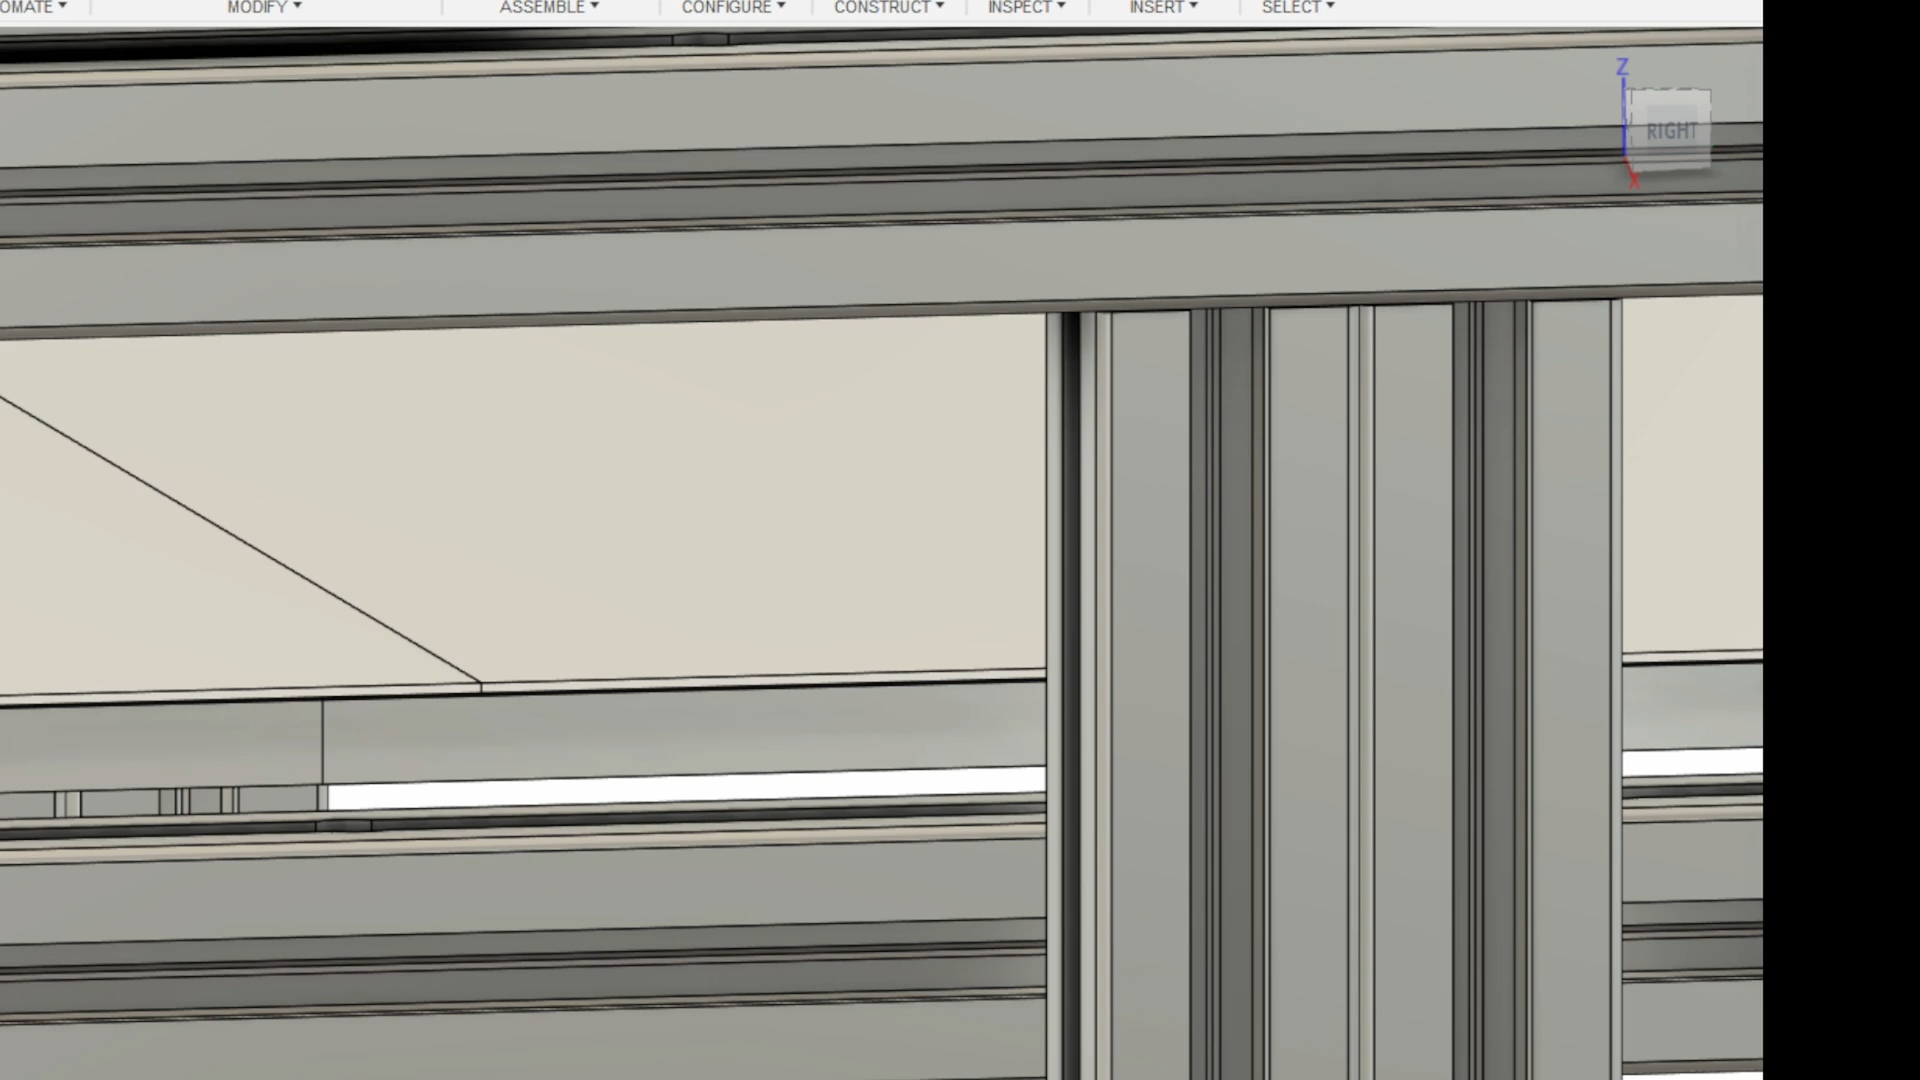 OMATE MODIFY ASSEMBLE CONFIGURE CONSTRUCT INSPECT INSERT SELECT
Z
RIGHT
X